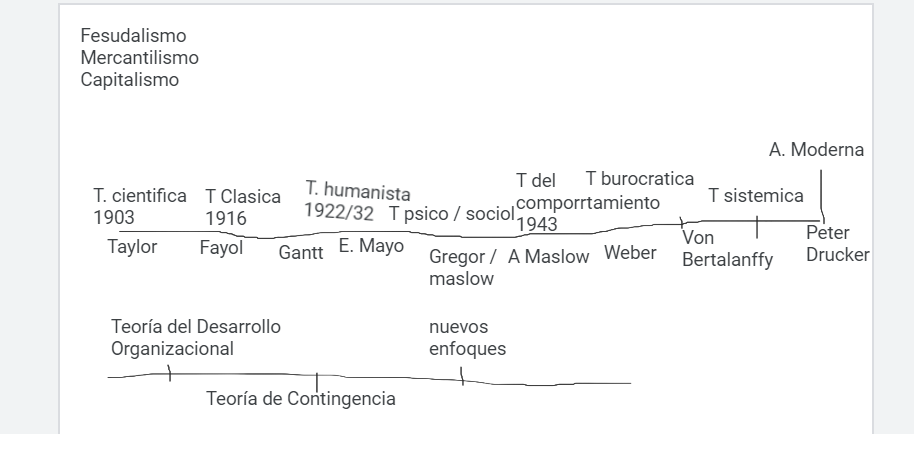 Fesudalismo
Mercantilismo
Capitalismo
A. Moderna
T. cientifica
1903
T Clasica
1916
T. humanista
1922/32
T psico / sociol
T del
comporrtamiento
1943
T burocratica
T sistemica
Taylor
Fayol
Gantt
E. Mayo
Gregor /
maslow
A Maslow
Weber
Von
Bertalanffy
Peter
Drucker
Teoría del Desarrollo
Organizacional
nuevos
enfoques
Teoría de Contingencia